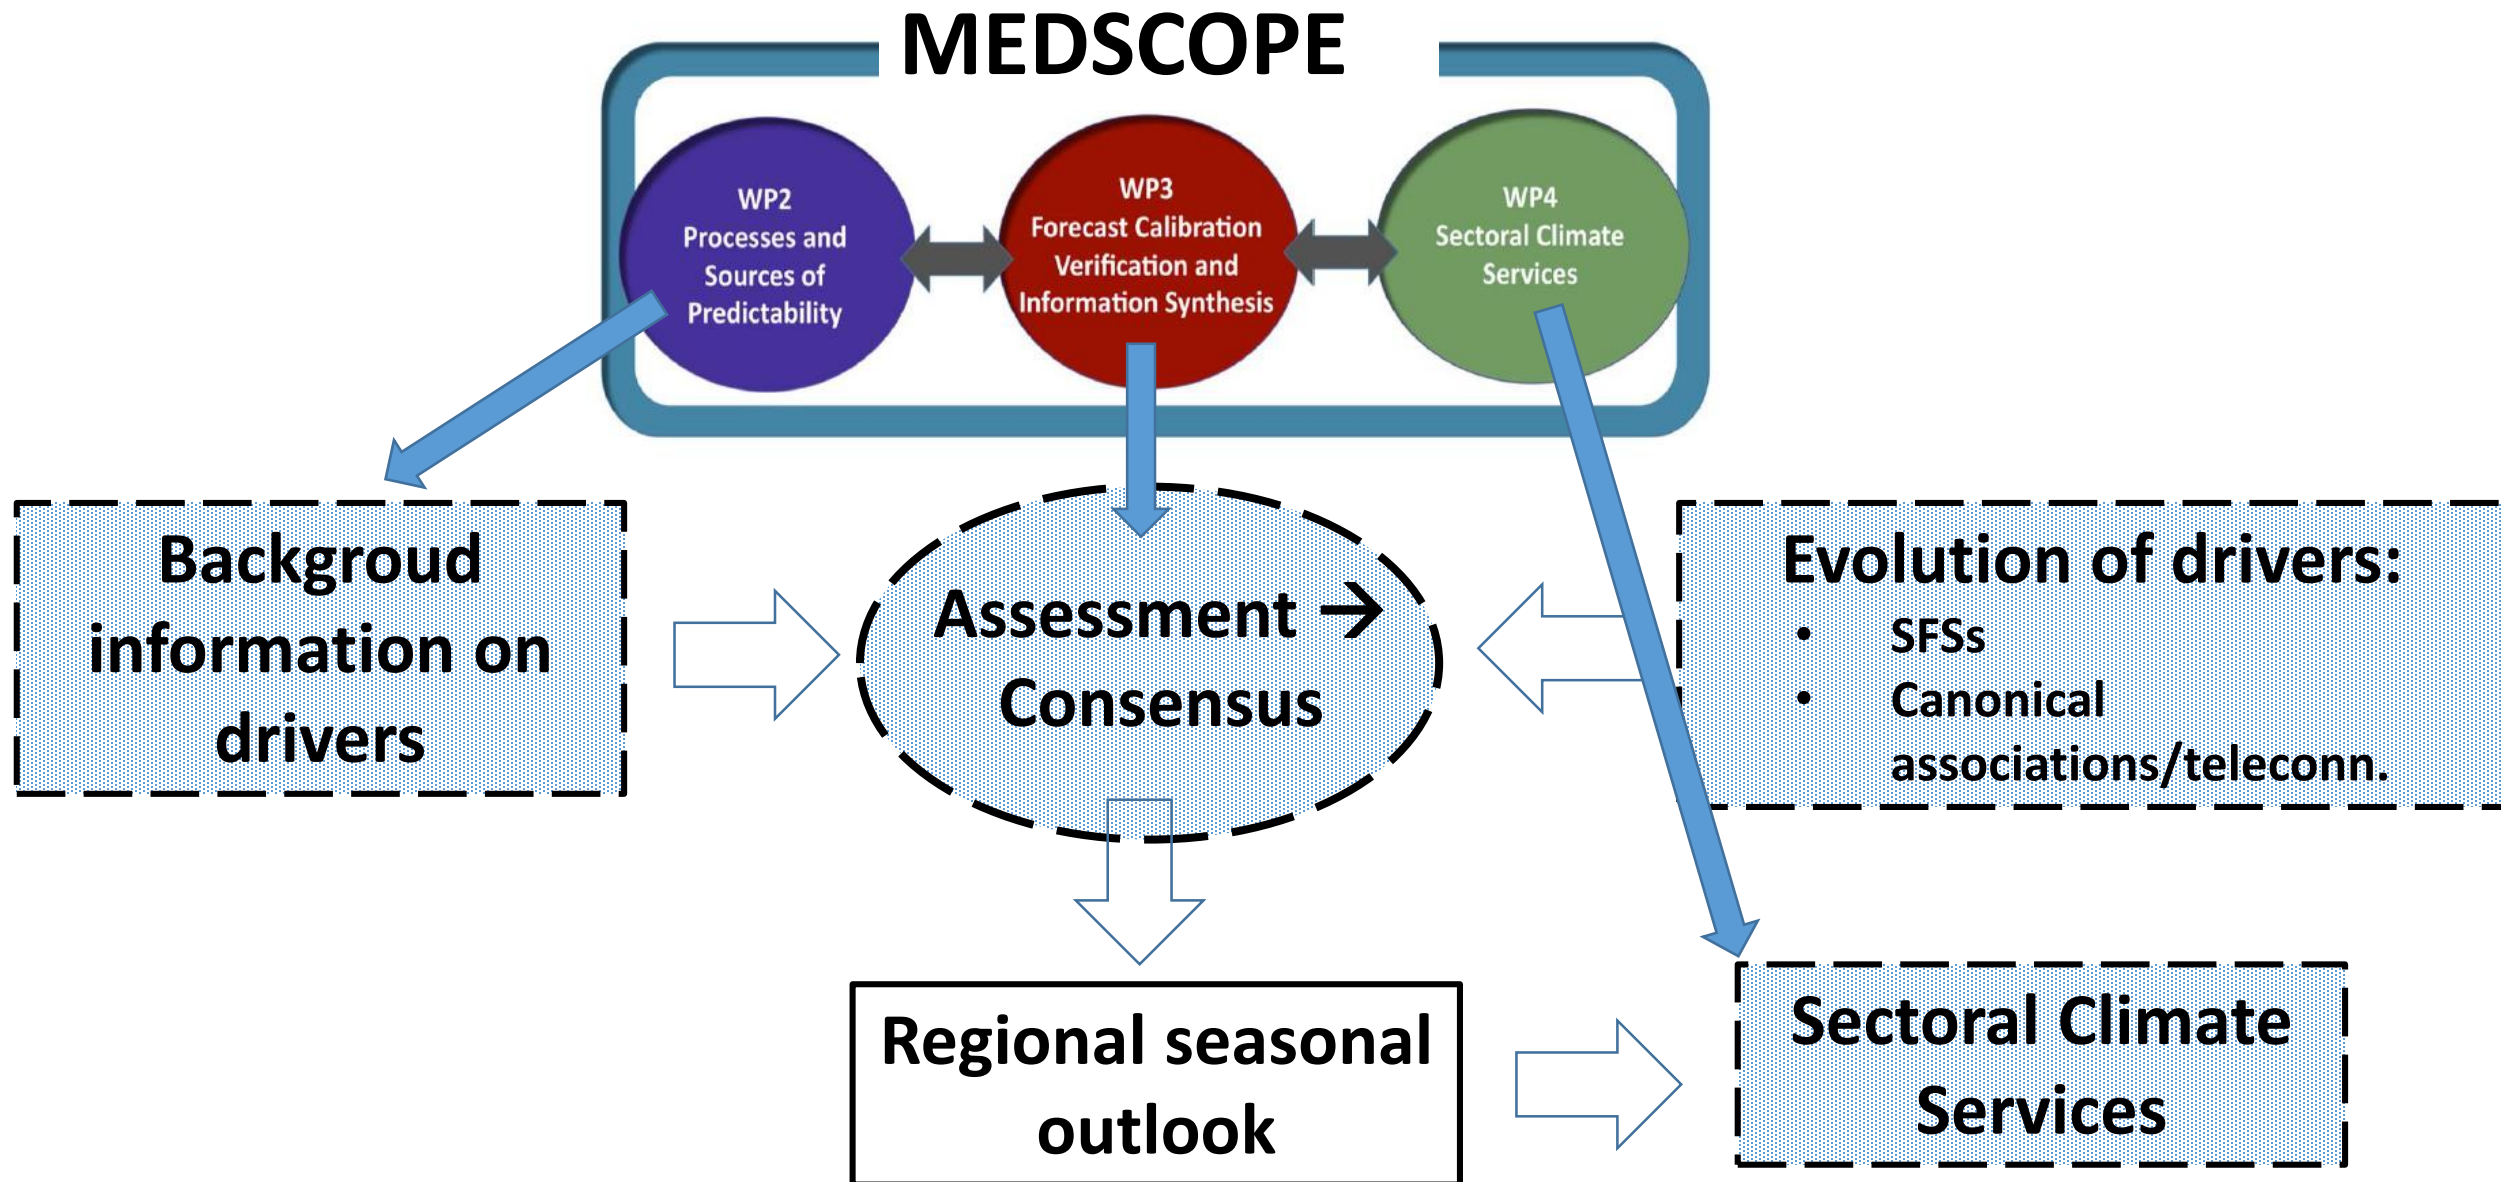 MEDSCOPE
WP2
Processes and
Sources of
Predictability
WP3
Forecast Calibration
Verification and
Information Synthesis
WP4
Sectoral Climate
Services
Backgroud
information on
drivers
Assessment →
Consensus
Evolution of drivers:
• SFSs
• Canonical
associations/teleconn.
Regional seasonal
outlook
Sectoral Climate
Services